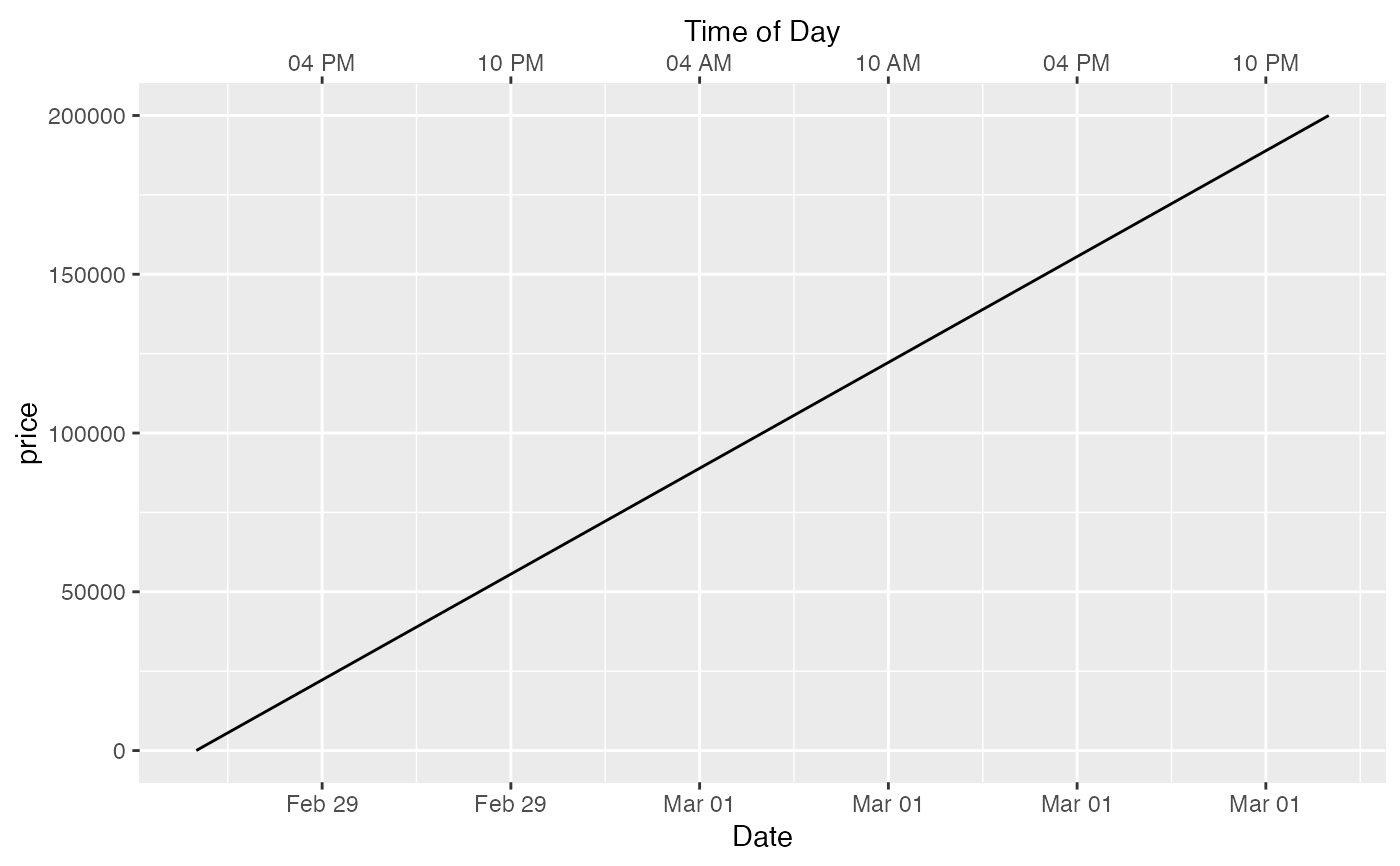 Time of Day
04 PM 10 PM 04 AM 10 AM 04 PM 10 PM
200000
150000
100000
50000
0
price
Feb 29 Feb 29 Mar 01 Mar 01 Mar 01 Mar 01
Date